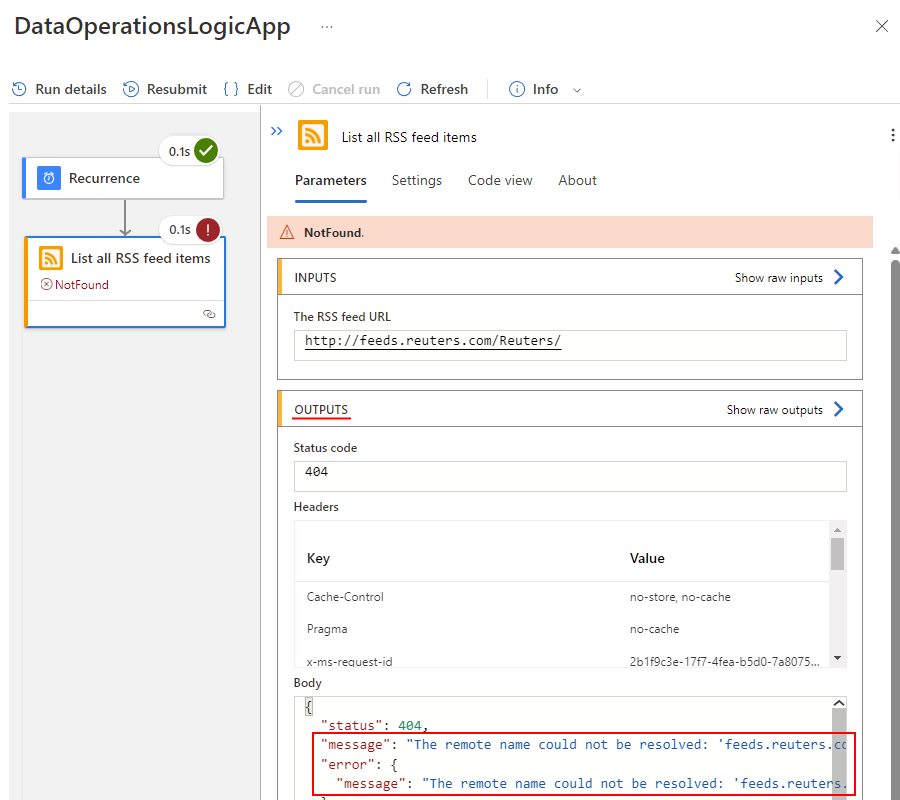 DataOperationsLogicApp ...
Run details Resubmit { } Edit Cancel run Refresh Info
0.1s
Recurrence
0.1s
List all RSS feed items
NotFound
List all RSS feed items
Parameters Settings Code view About
NotFound.
INPUTS Show raw inputs
The RSS feed URL
http://feeds.reuters.com/Reuters/
OUTPUTS Show raw outputs
Status code
404
Headers
Key Value
Cache-Control no-store, no-cache
Pragma no-cache
x-ms-request-id 2b1f9c3e-17f7-4fea-b5d0-7a8075...
Body
{
"status": 404,
"message": "The remote name could not be resolved: 'feeds.reuters.co
"error": {
"message": "The remote name could not be resolved: 'feeds.reuters.
}